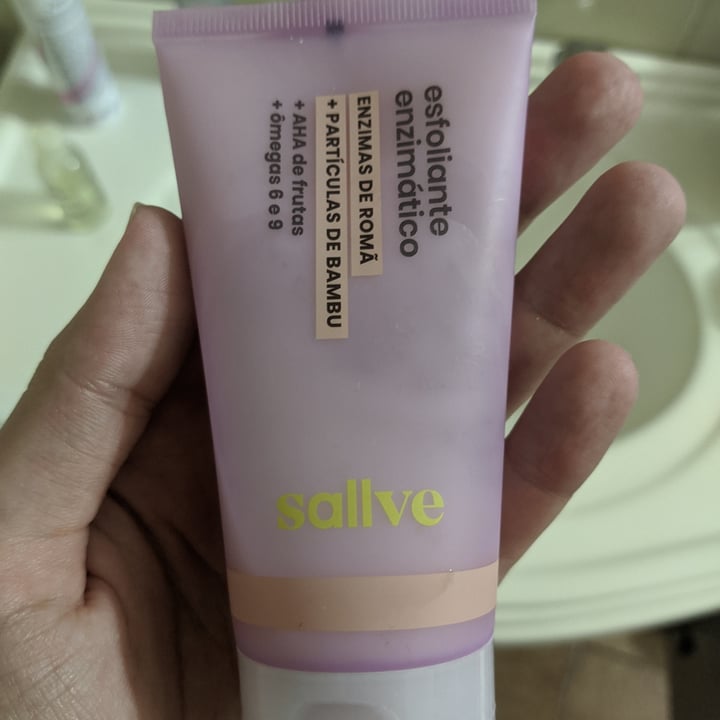 esfoliante
enzimático
ENZIMAS DE ROMÃ
+ PARTÍCULAS DE BAMBU
+ AHA de frutas
+ ômegas 6 e 9
sallve